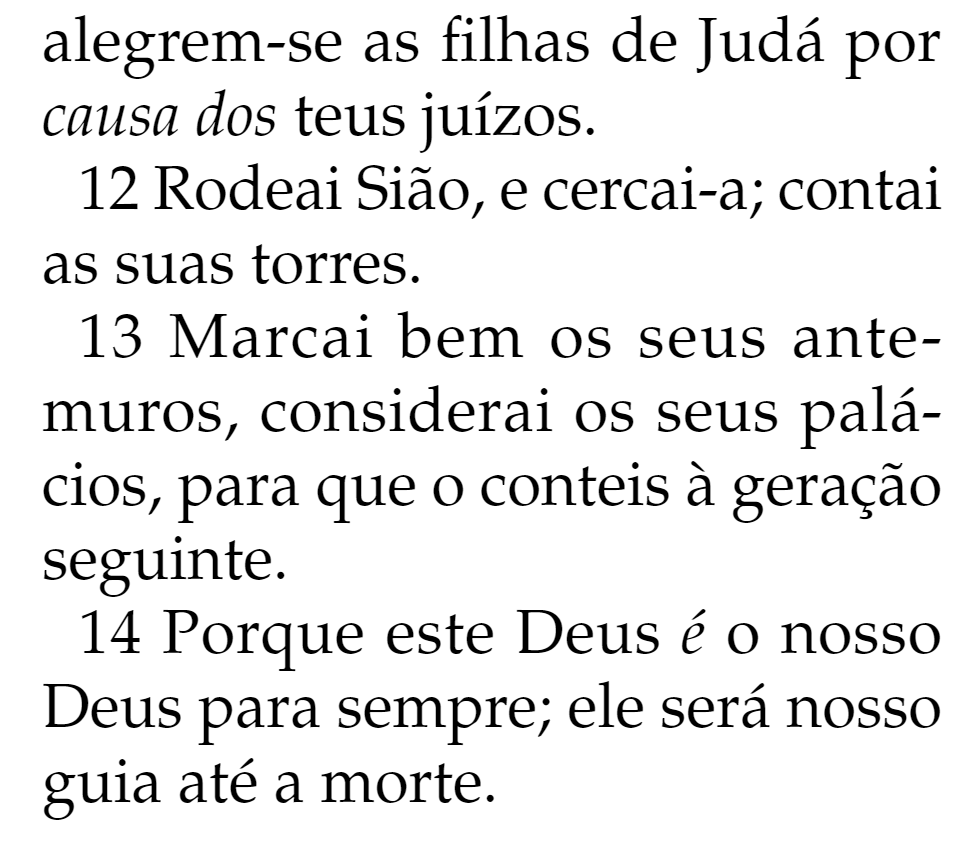 alegrem-se as filhas de Judá por
causa dos teus juízos.
12 Rodeai Sião, e cercai-a; contai
as suas torres.
13 Marcai bem os seus ante-
muros, considerai os seus palá-
cios, para que o conteis à geração
seguinte.
14 Porque este Deus é o nosso
Deus para sempre; ele será nosso
guia até a morte.